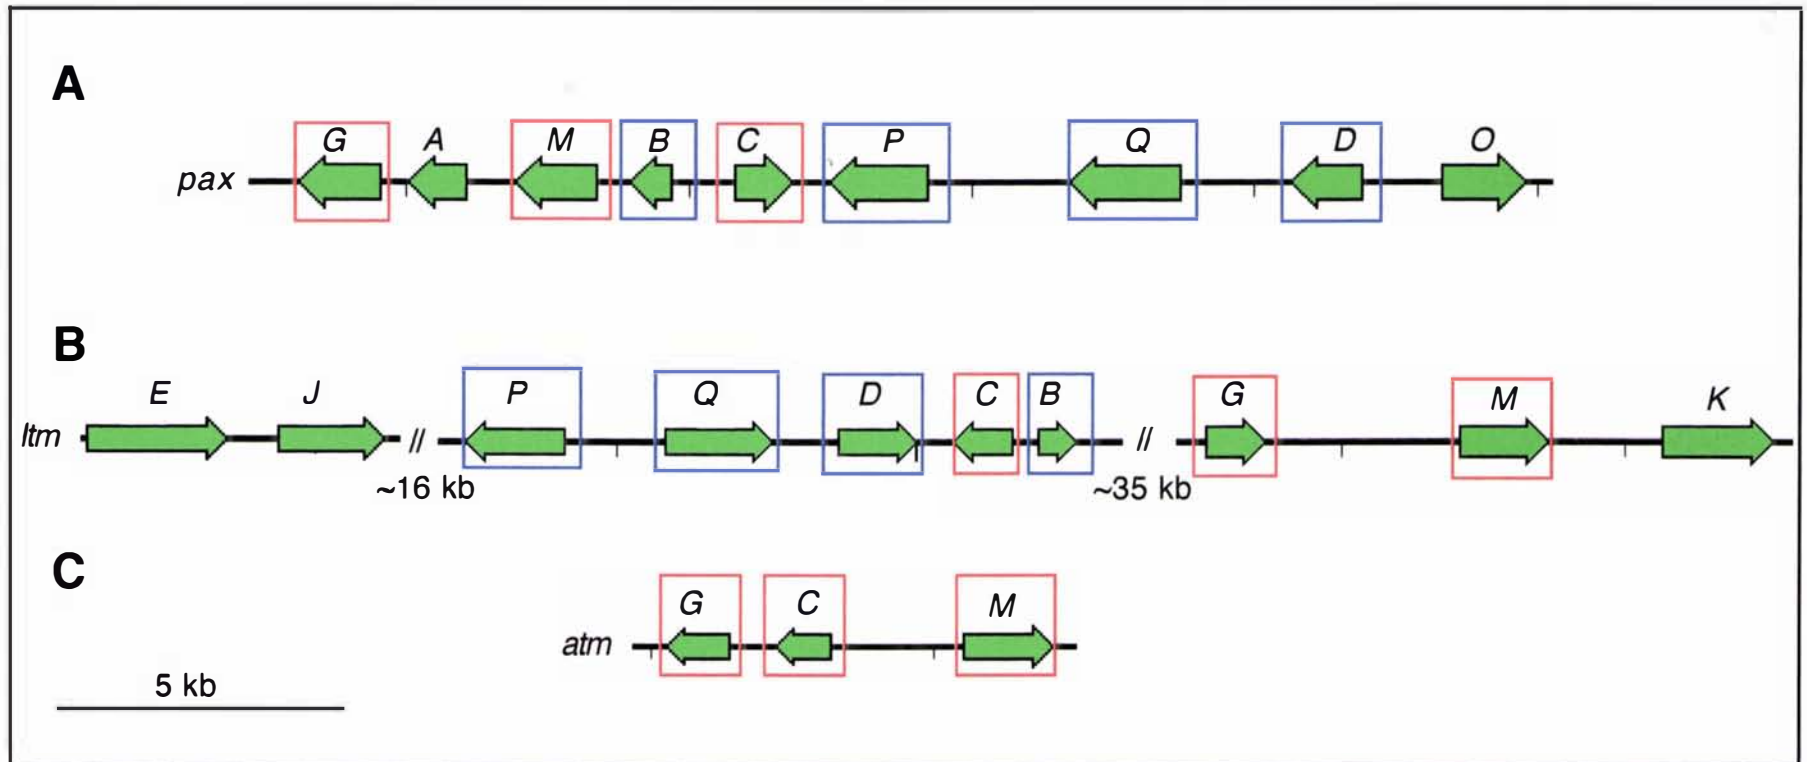 A
G A M B C P Q D O
pax
B
E J P Q D C B G M K
ltm // //
~16 kb ~35 kb
C
G C M
atm
5 kb